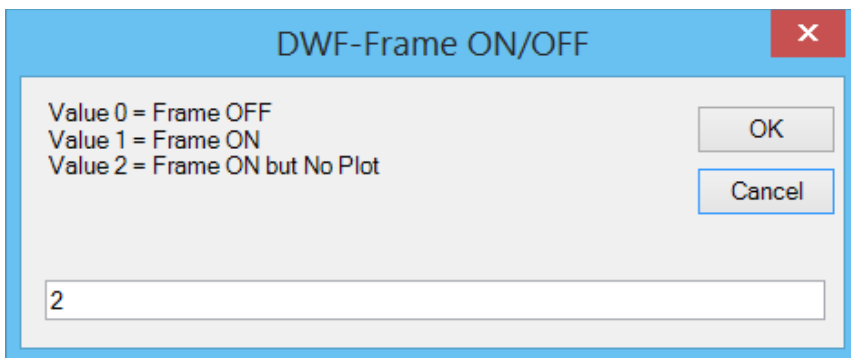 DWF-Frame ON/OFF
Value 0 = Frame OFF
Value 1 = Frame ON
Value 2 = Frame ON but No Plot
OK
Cancel
2